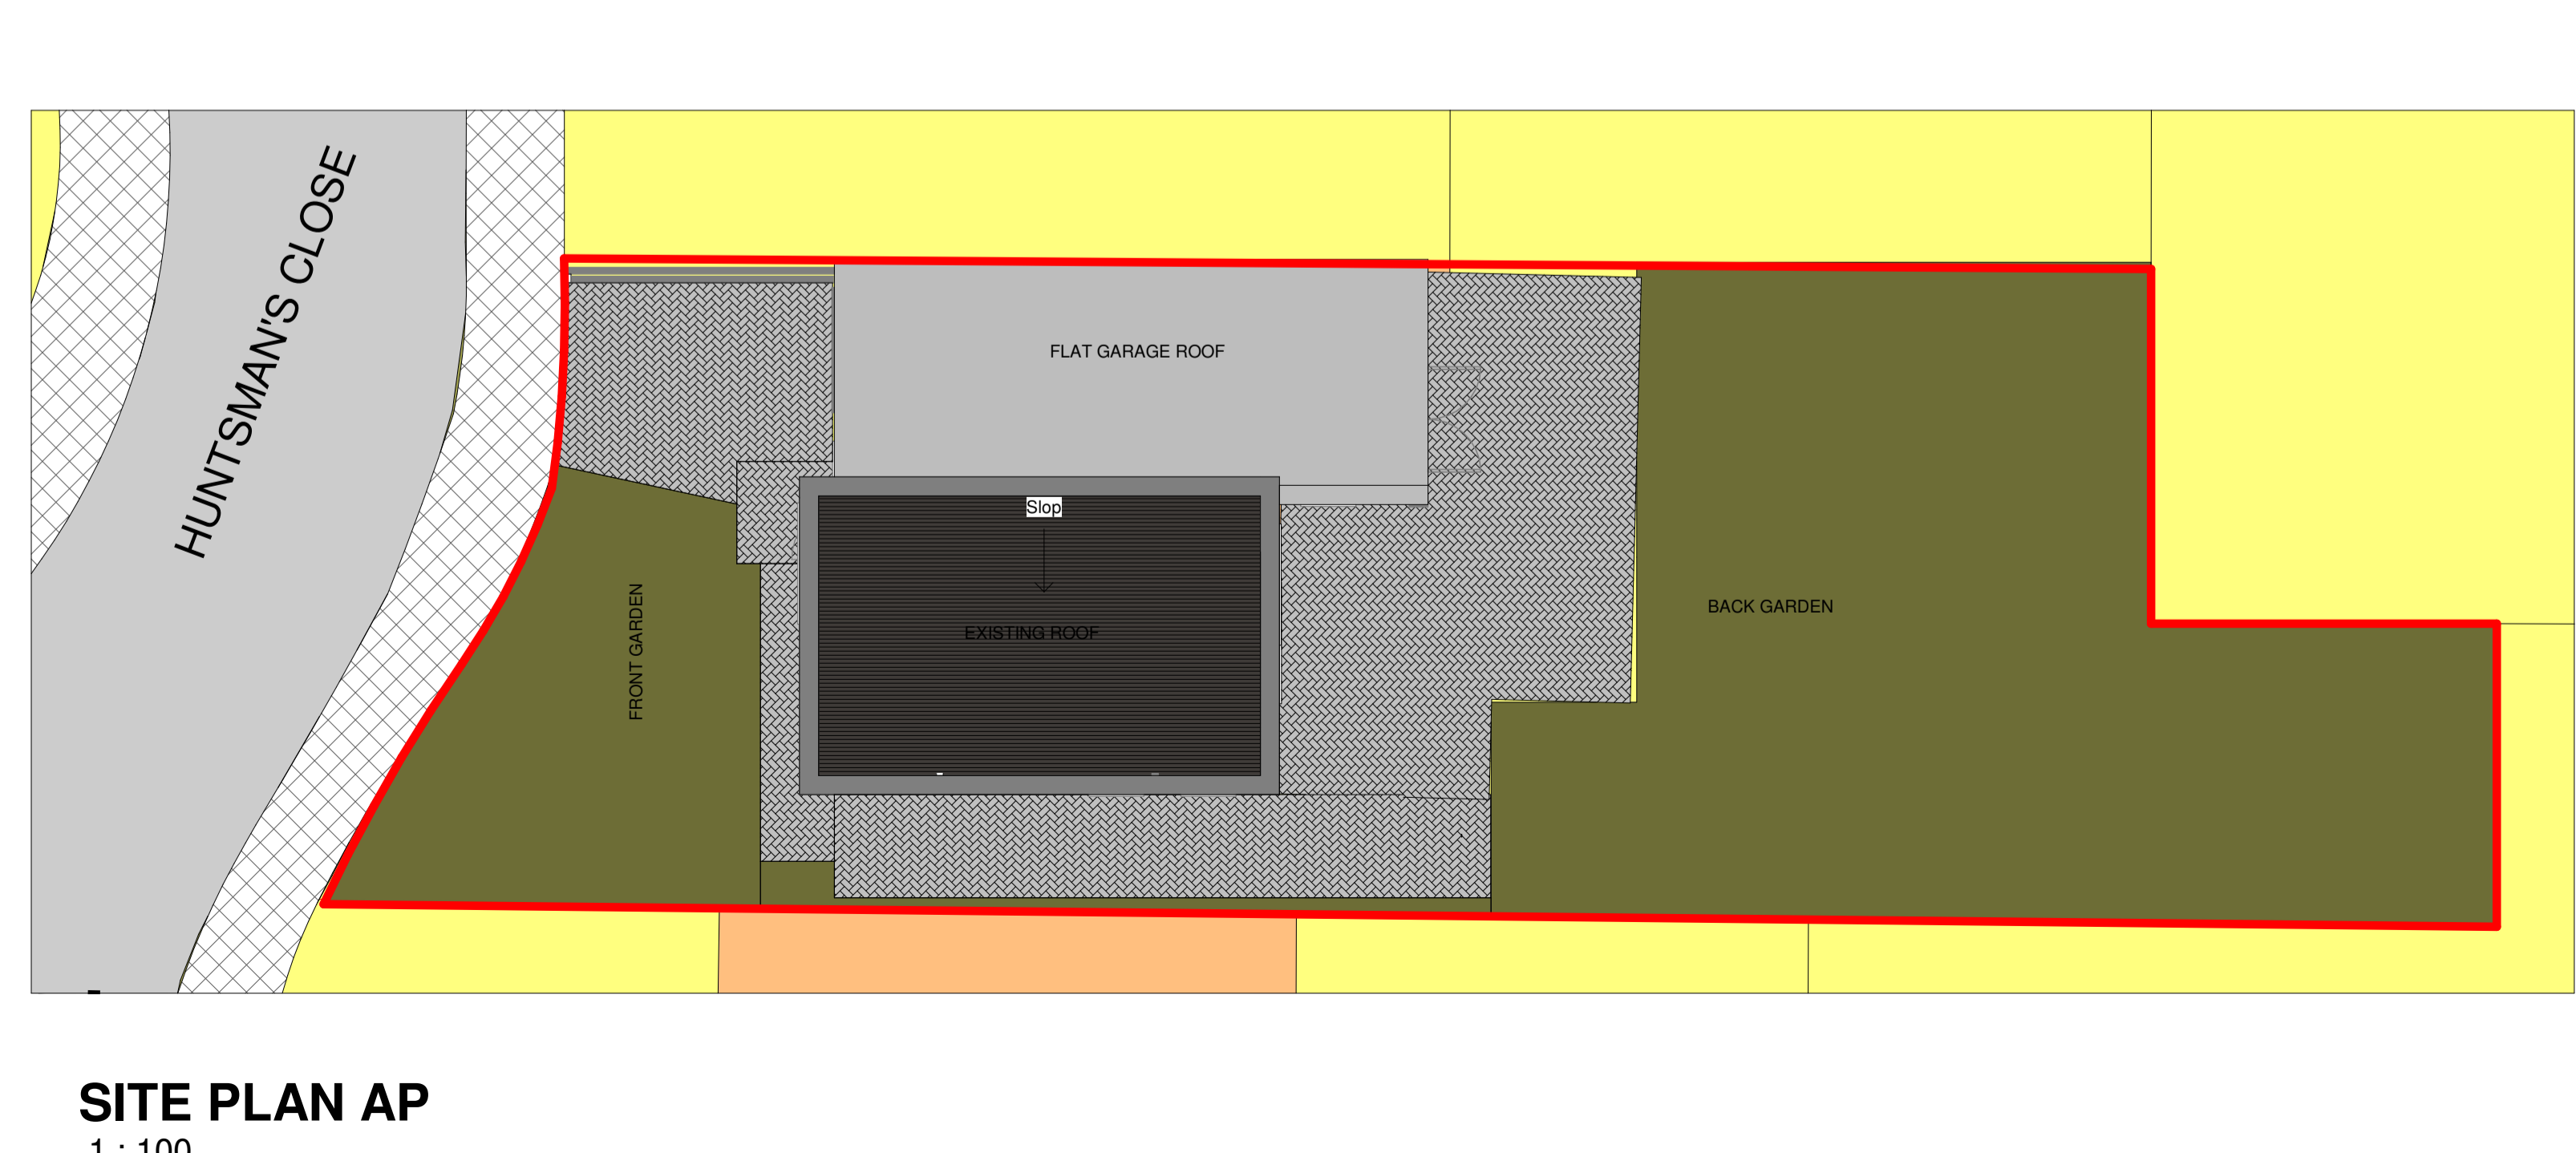 HUNTSMAN'S CLOSE
FLAT GARAGE ROOF
Slop
EXISTING ROOF
FRONT GARDEN
BACK GARDEN
SITE PLAN AP
1 : 100